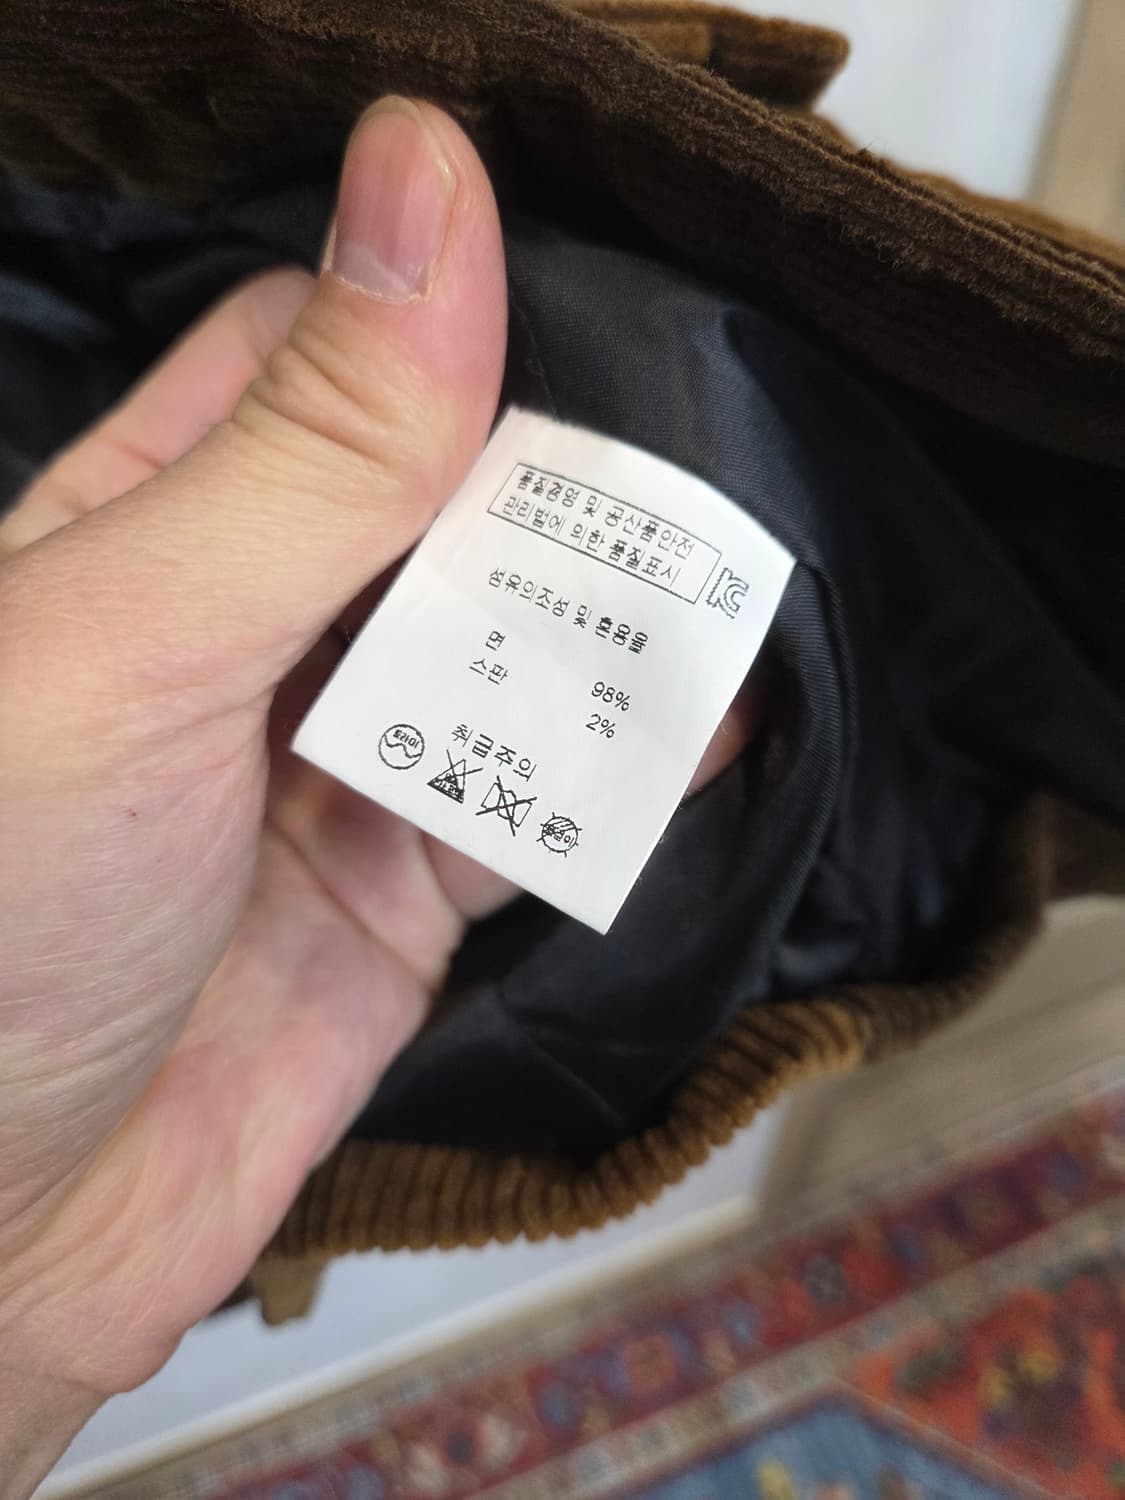 품질경영 및 공산품안전
관리법에 의한 품질표시
섬유의조성 및 혼용율
면 98%
스판 2%
취급주의
드라이